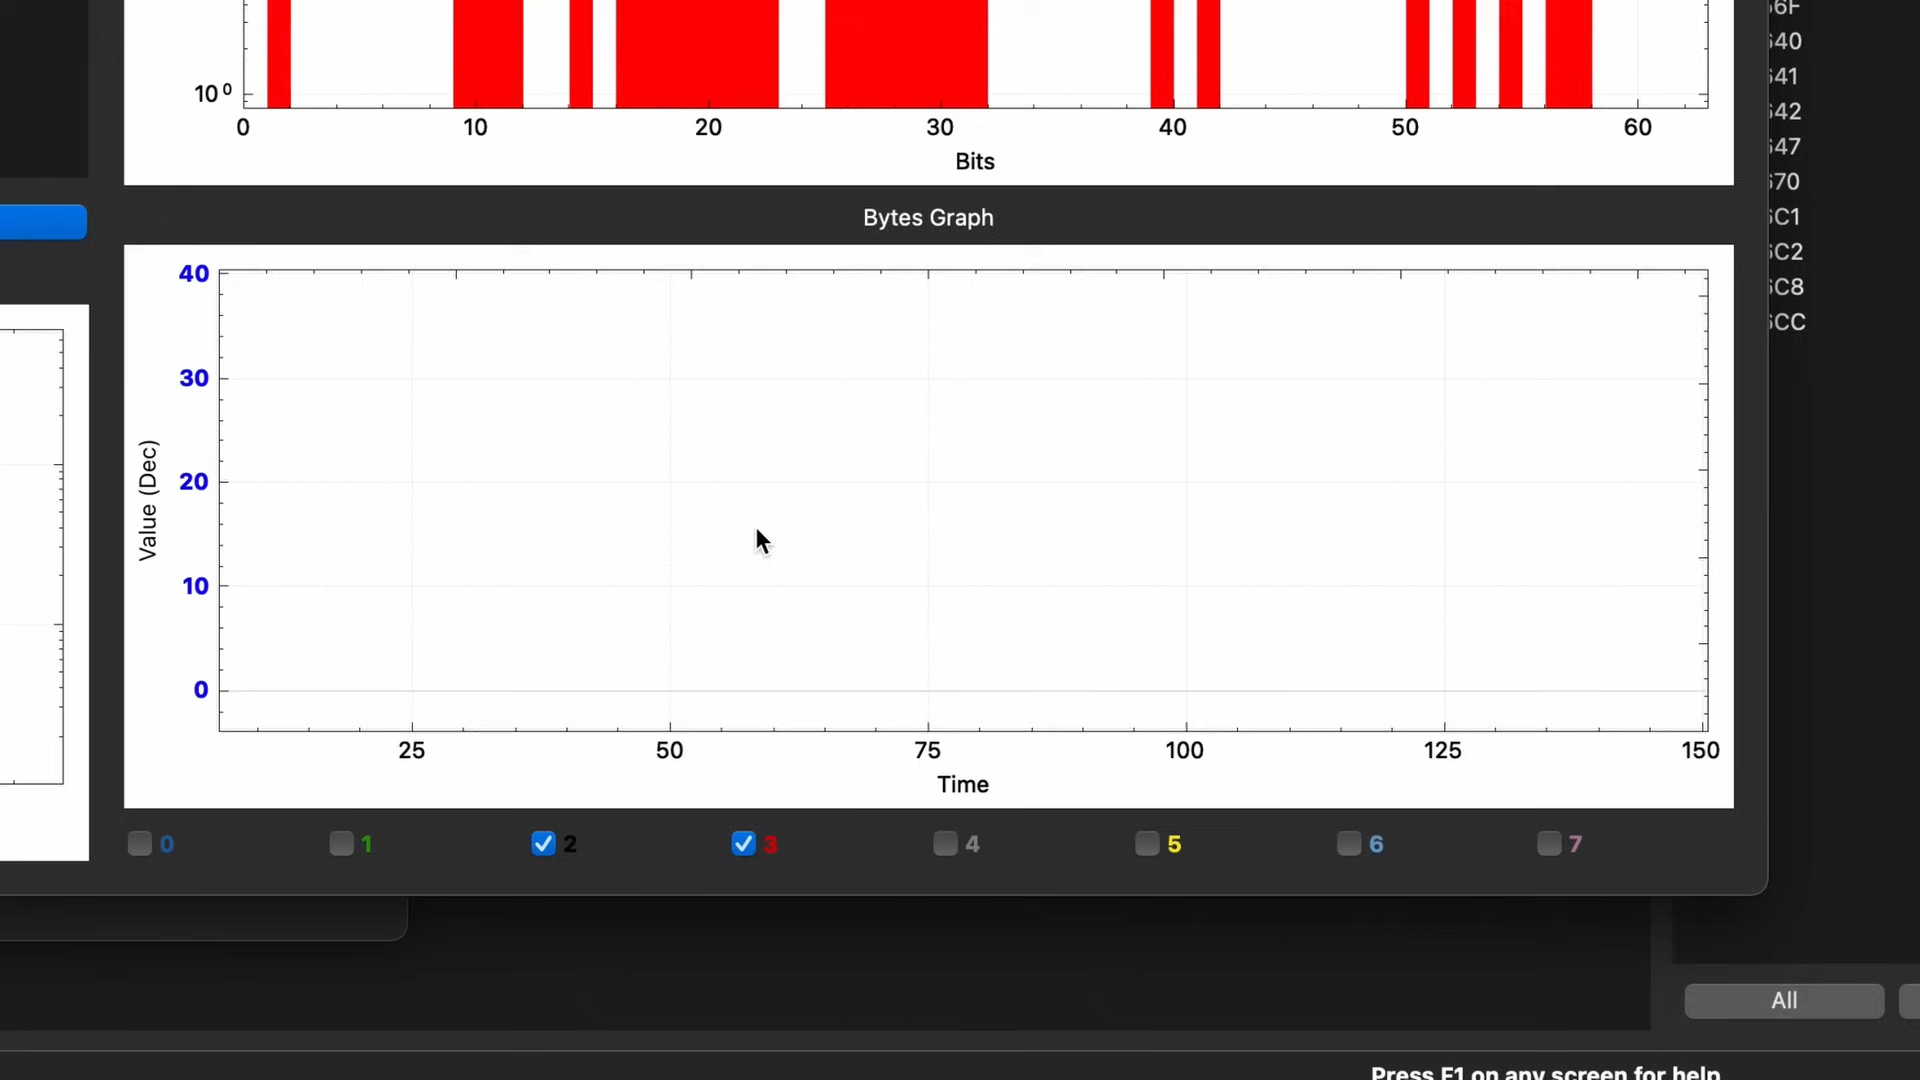 10⁰
0 10 20 30 40 50 60
Bits
Bytes Graph
40
30
20
10
0
Value (Dec)
25 50 75 100 125 150
Time
0 1 2 3 4 5 6 7
40
41
42
47
70
C1
C2
C8
CC
All
Press F1 on any screen for help